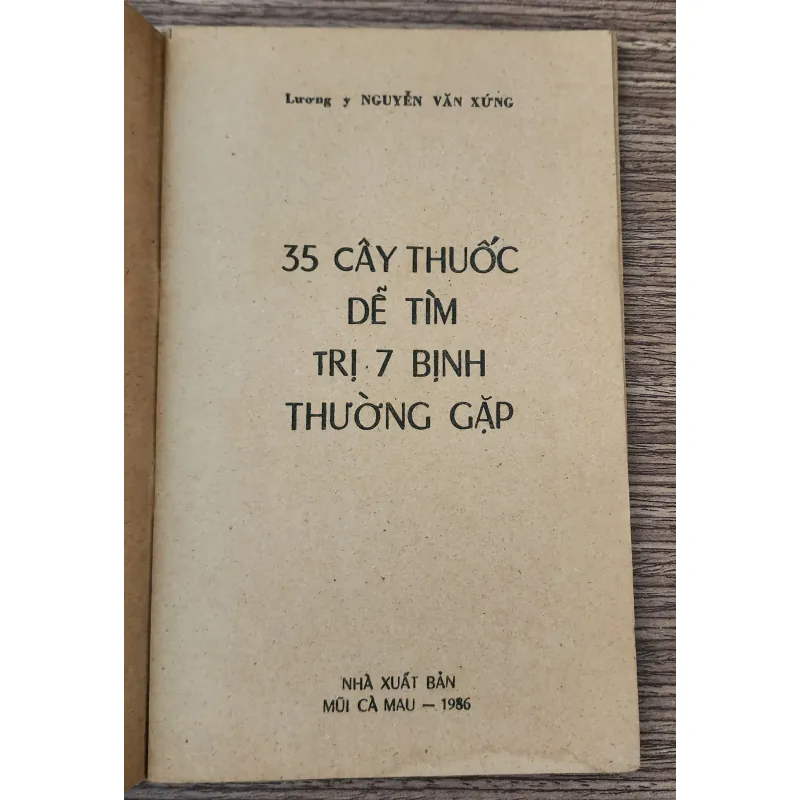 Lương y NGUYỄN VĂN XỨNG
35 CÂY THUỐC
DỄ TÌM
TRỊ 7 BỊNH
THƯỜNG GẶP
NHÀ XUẤT BẢN
MŨI CÀ MAU — 1986